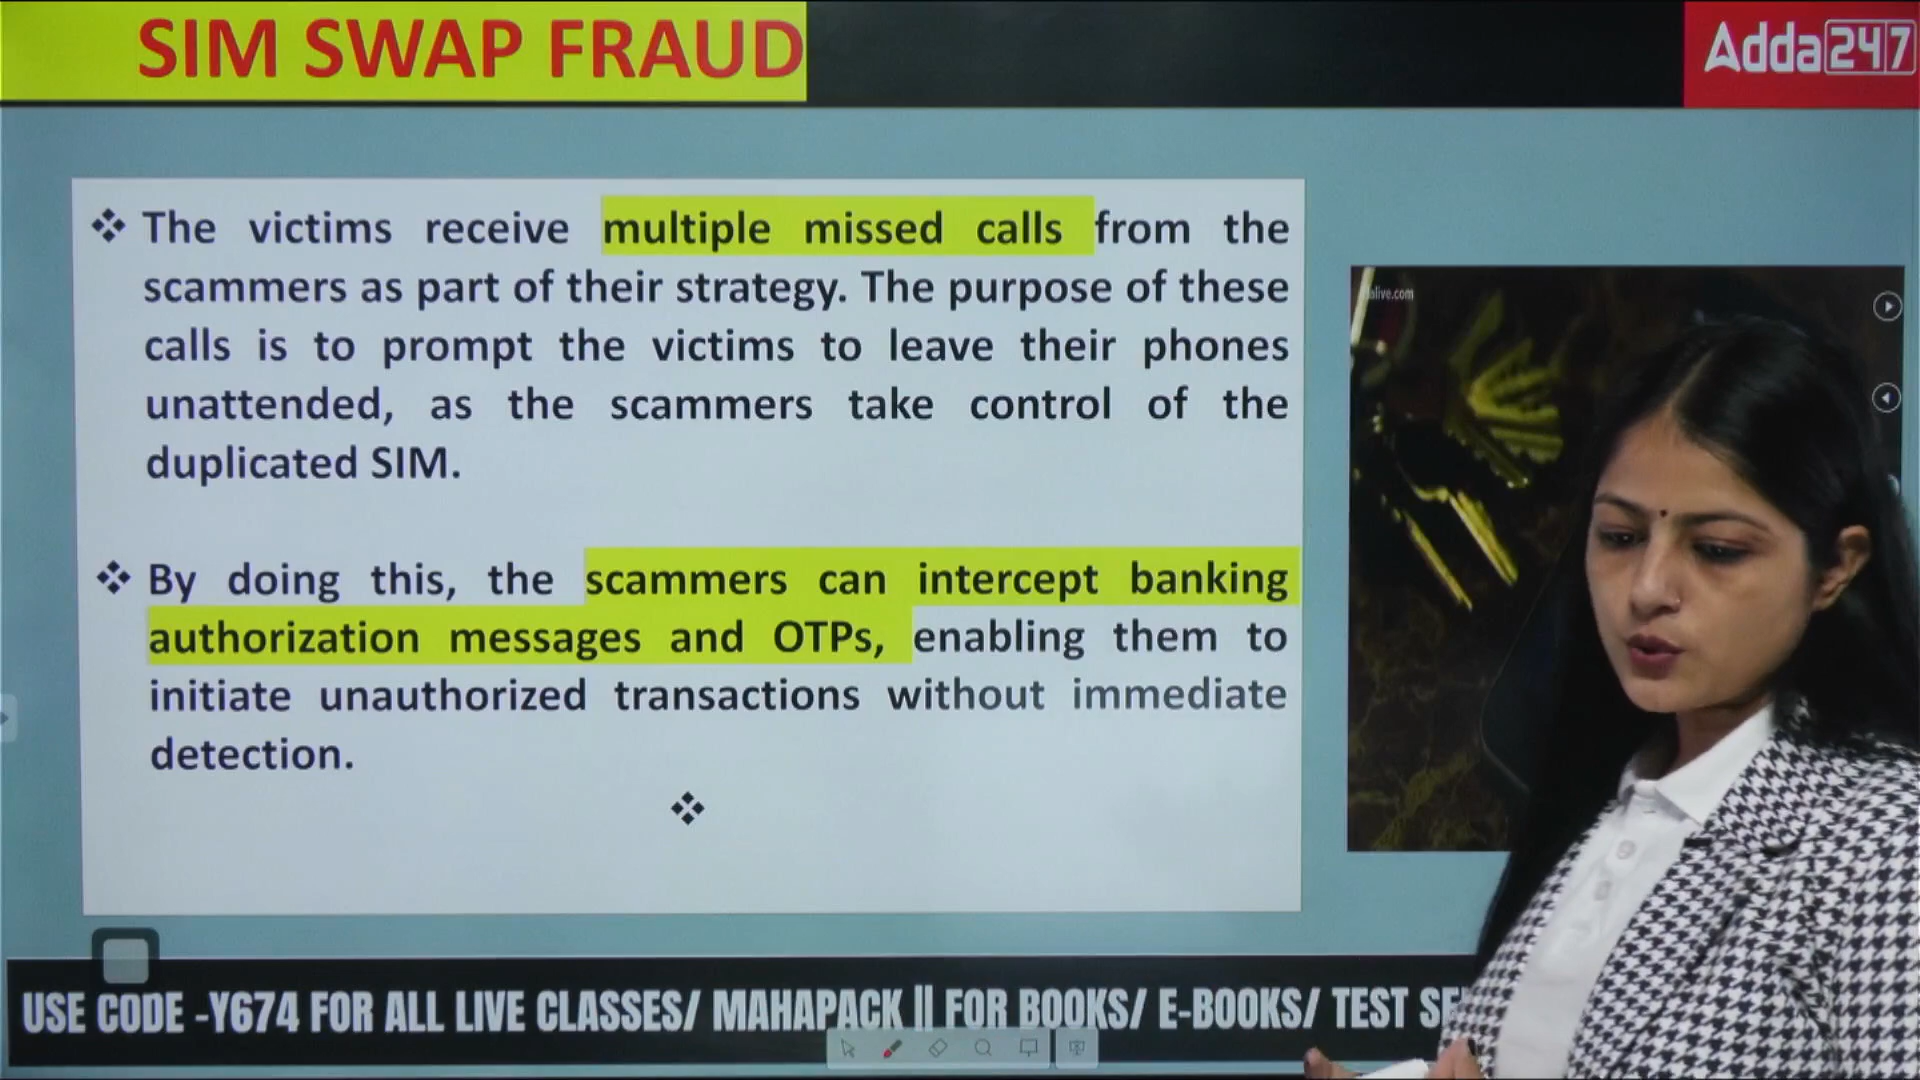 SIM SWAP FRAUD
Adda247
The victims receive multiple missed calls from the
scammers as part of their strategy. The purpose of these
calls is to prompt the victims to leave their phones
unattended, as the scammers take control of the
duplicated SIM.
By doing this, the scammers can intercept banking
authorization messages and OTPs, enabling them to
initiate unauthorized transactions without immediate
detection.
USE CODE -Y674 FOR ALL LIVE CLASSES/ MAHAPACK || FOR BOOKS/ E-BOOKS/ TEST